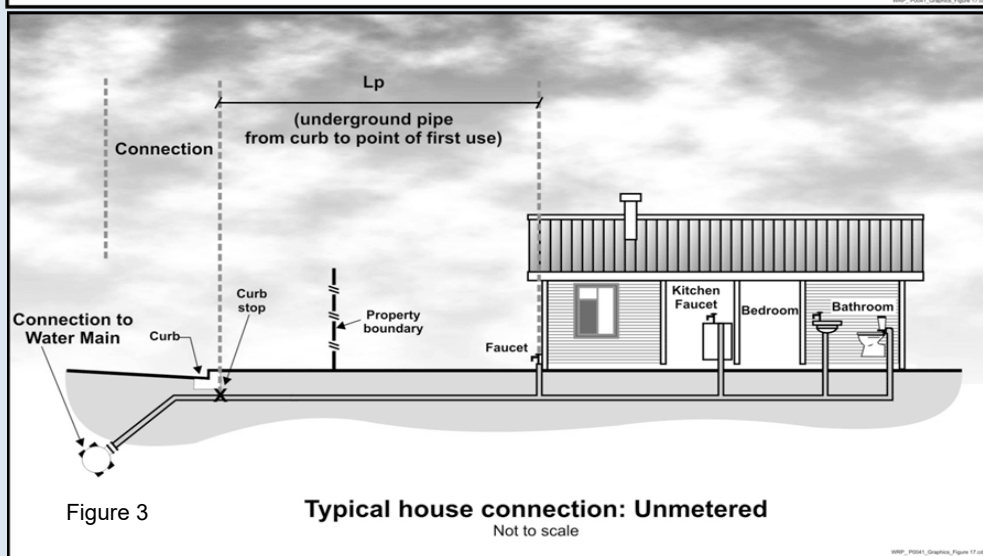 Lp
(underground pipe
from curb to point of first use)
Connection
Curb
stop
Property
boundary
Connection to
Water Main
Curb
Faucet
Kitchen
Faucet
Bedroom
Bathroom
Figure 3
Typical house connection: Unmetered
Not to scale